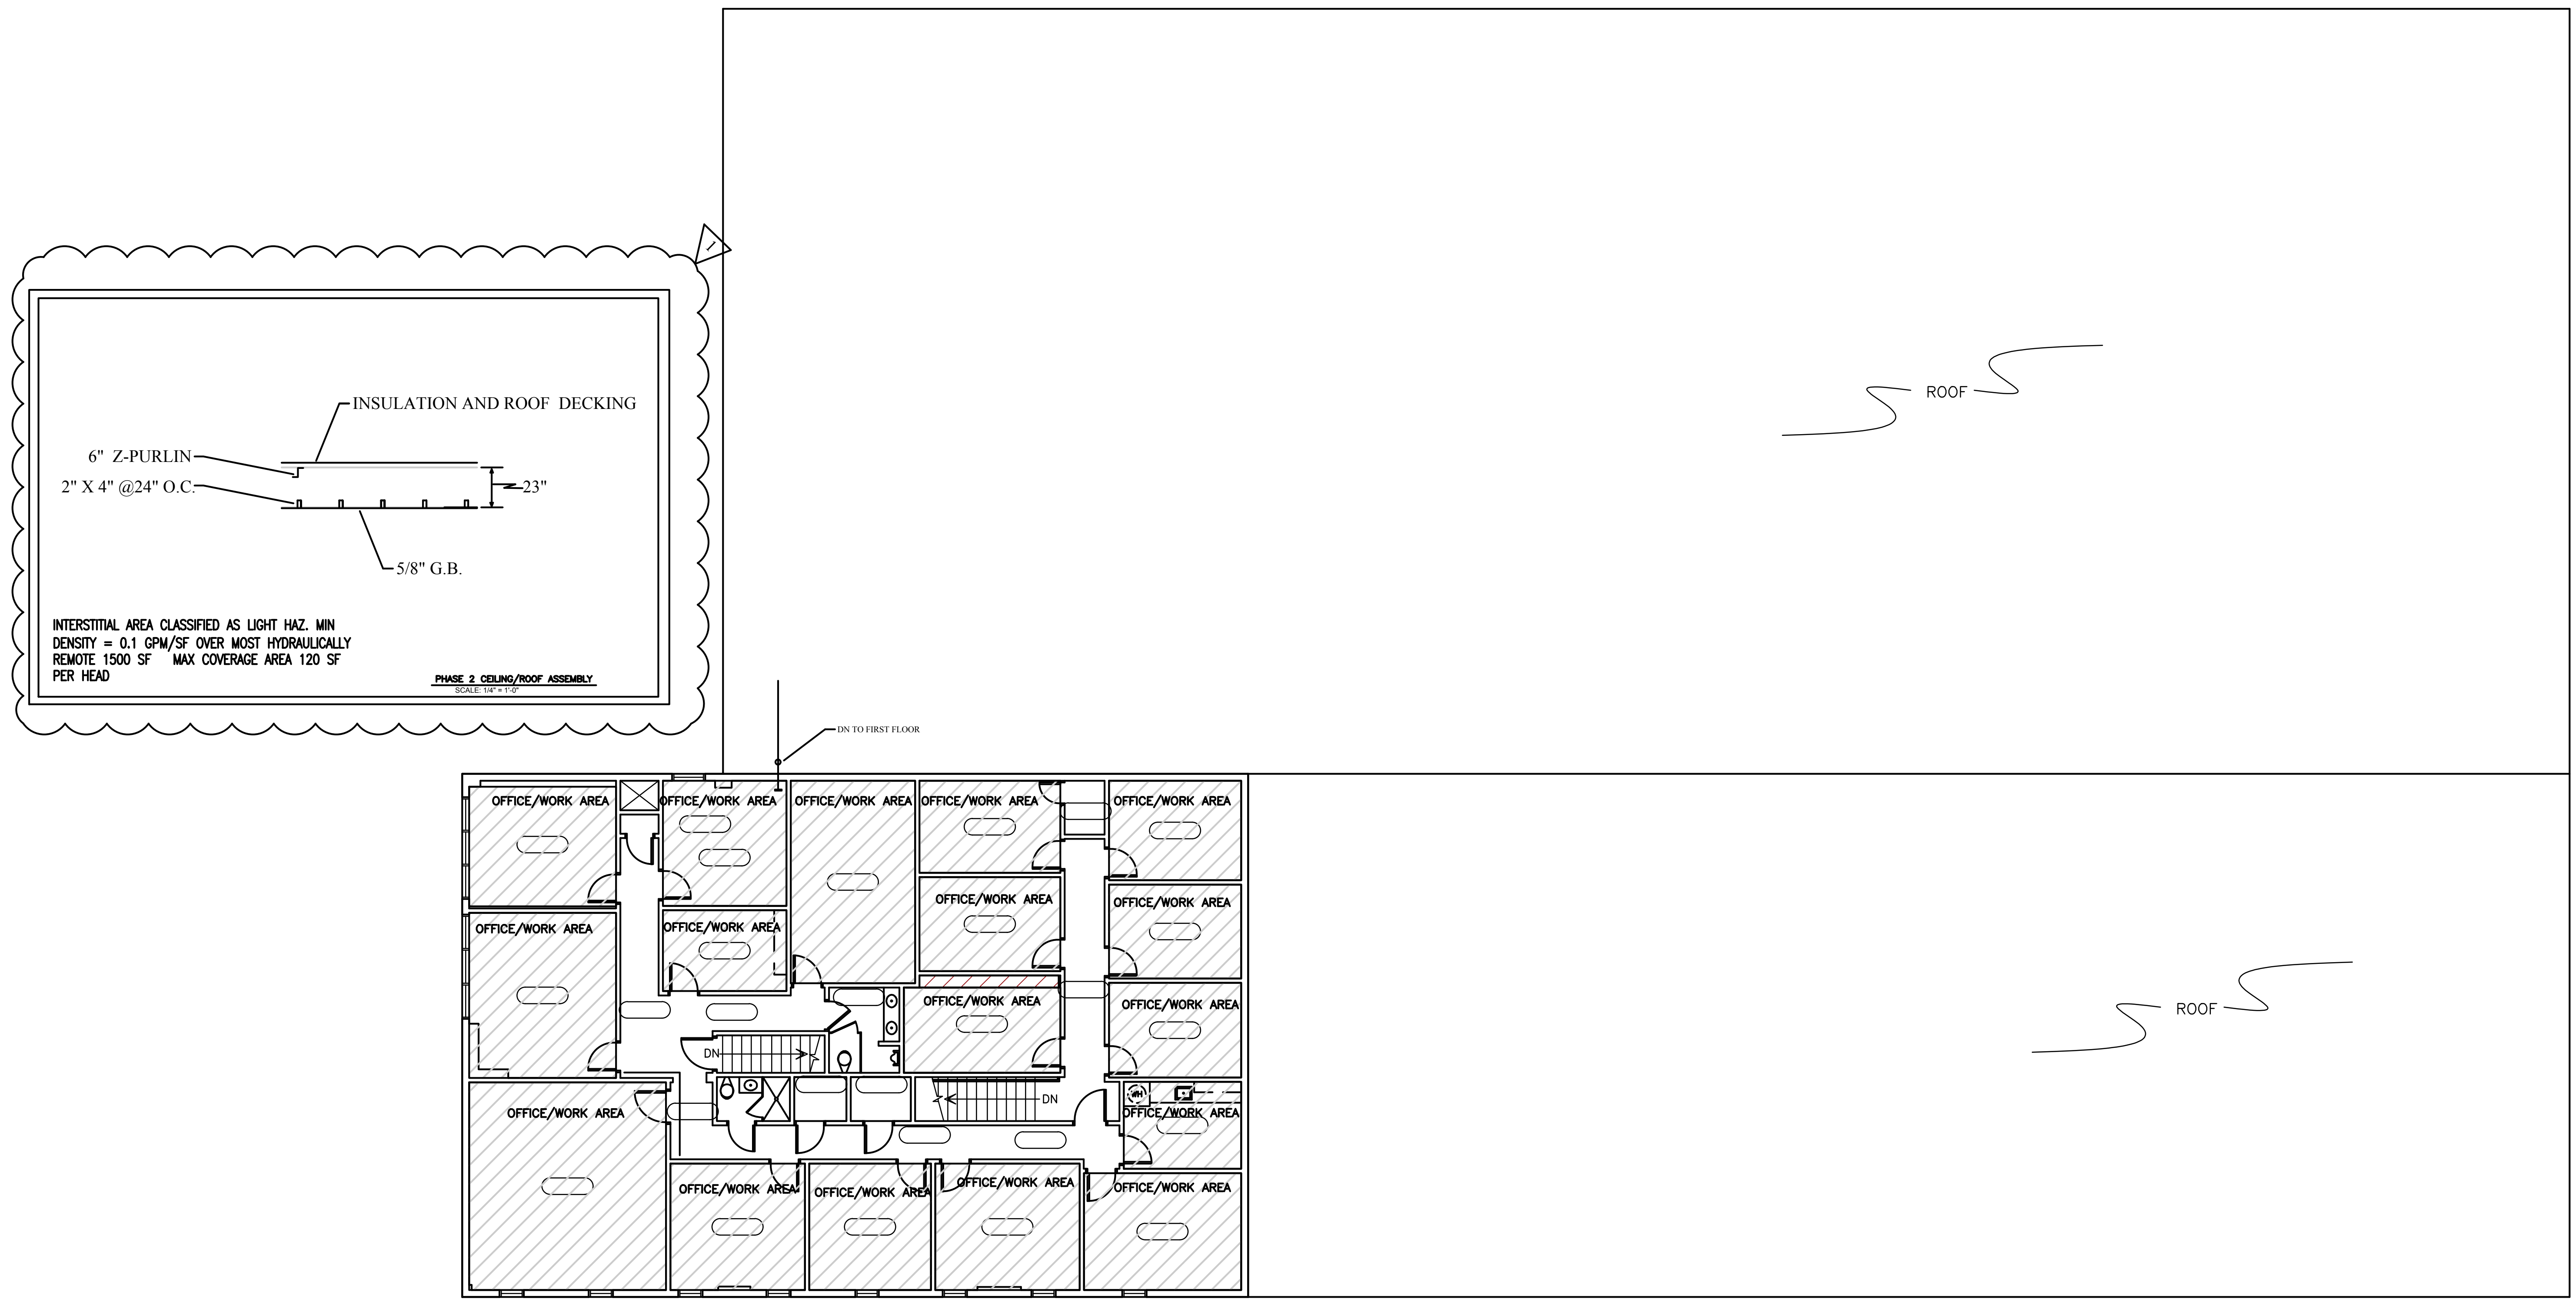 1
ROOF
INSULATION AND ROOF DECKING
6" Z-PURLIN
2" X 4" @24" O.C.
23"
5/8" G.B.
INTERSTITIAL AREA CLASSIFIED AS LIGHT HAZ. MIN
DENSITY = 0.1 GPM/SF OVER MOST HYDRAULICALLY
REMOTE 1500 SF MAX COVERAGE AREA 120 SF
PER HEAD
PHASE 2 CEILING/ROOF ASSEMBLY
SCALE: 1/4" = 1'-0"
DN TO FIRST FLOOR
OFFICE/WORK AREA
OFFICE/WORK AREA
OFFICE/WORK AREA
OFFICE/WORK AREA
OFFICE/WORK AREA
OFFICE/WORK AREA
OFFICE/WORK AREA
OFFICE/WORK AREA
OFFICE/WORK AREA
OFFICE/WORK AREA
OFFICE/WORK AREA
ROOF
DN
WH
DN
OFFICE/WORK AREA
OFFICE/WORK AREA
OFFICE/WORK AREA
OFFICE/WORK AREA
OFFICE/WORK AREA
OFFICE/WORK AREA
OFFICE/WORK AREA